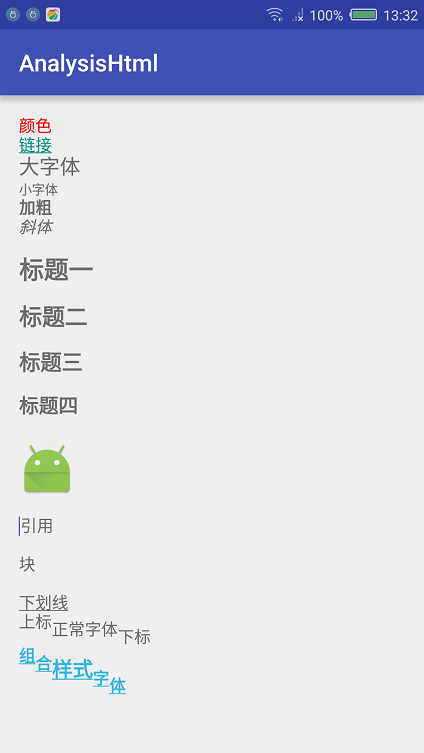 100% 13:32
AnalysisHtml
颜色
链接
大字体
小字体
加粗
斜体
标题一
标题二
标题三
标题四
引用
块
下划线
上标正常字体下标
组合样式字体